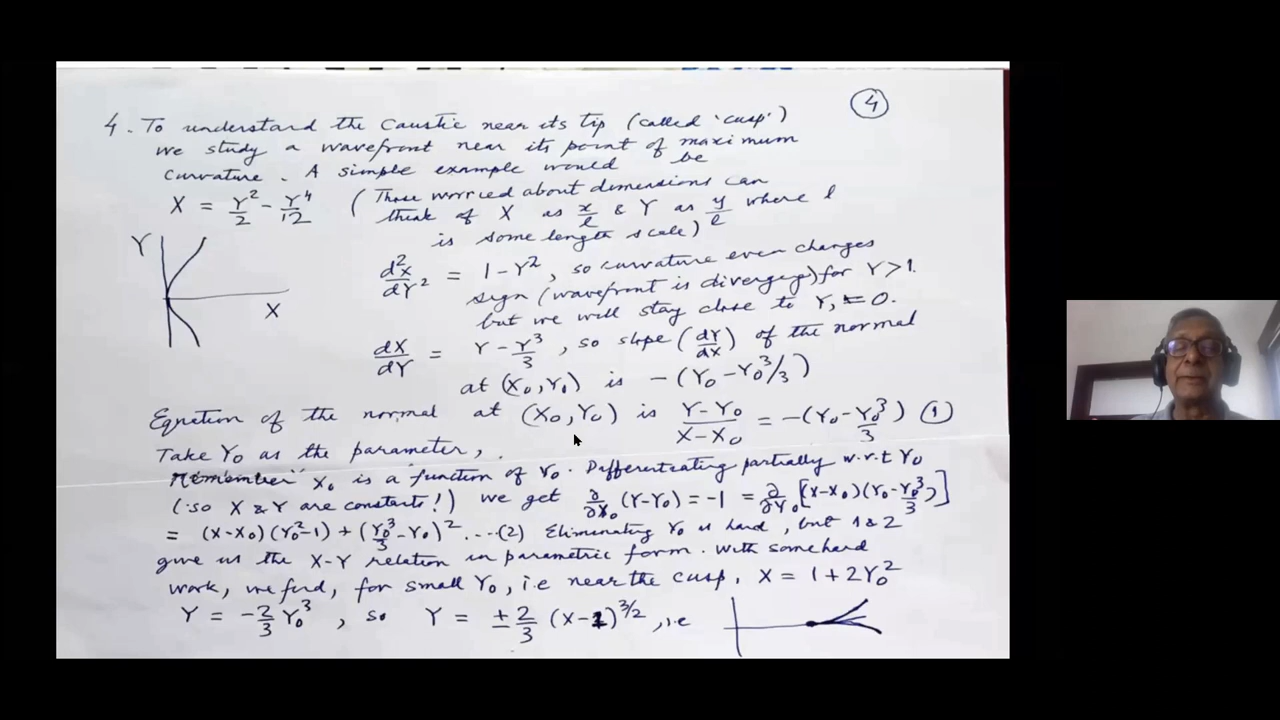 4
4. To understand the Caustic near its tip (called 'cusp')
we study a wavefront near its point of maximum
curvature. A simple example would be
X = Y²/2 - Y⁴/12 (Those worried about dimensions can
think of X as x/l & Y as y/l where l
is some length scale)
Y
X
d²x/dY² = 1 - Y², so curvature even changes
sign (wavefront is diverging) for Y > 1.
but we will stay close to Y = 0.
dX/dY = Y - Y³/3, so slope (dY/dX) of the normal
at (X₀, Y₀) is -(Y₀ - Y₀³/3)
Equation of the normal at (X₀, Y₀) is (Y-Y₀)/(X-X₀) = -(Y₀ - Y₀³/3) (1)
Take Y₀ as the parameter,
Remember X₀ is a function of Y₀. Differentiating partially w.r.t Y₀
(so X & Y are constants!) we get ∂/∂Y₀ (Y-Y₀) = -1 = ∂/∂Y₀ [(X-X₀)(Y₀ - Y₀³/3)]
= (X-X₀)(Y₀²-1) + (Y₀³/3 - Y₀)² ....(2) Eliminating Y₀ is hard, but 1 & 2
give us the X-Y relation in parametric form. With some hard
work, we find, for small Y₀, i.e near the cusp, X = 1 + 2Y₀²
Y = -2/3 Y₀³, so Y = ± 2/3 (X-1)^3/2, i.e